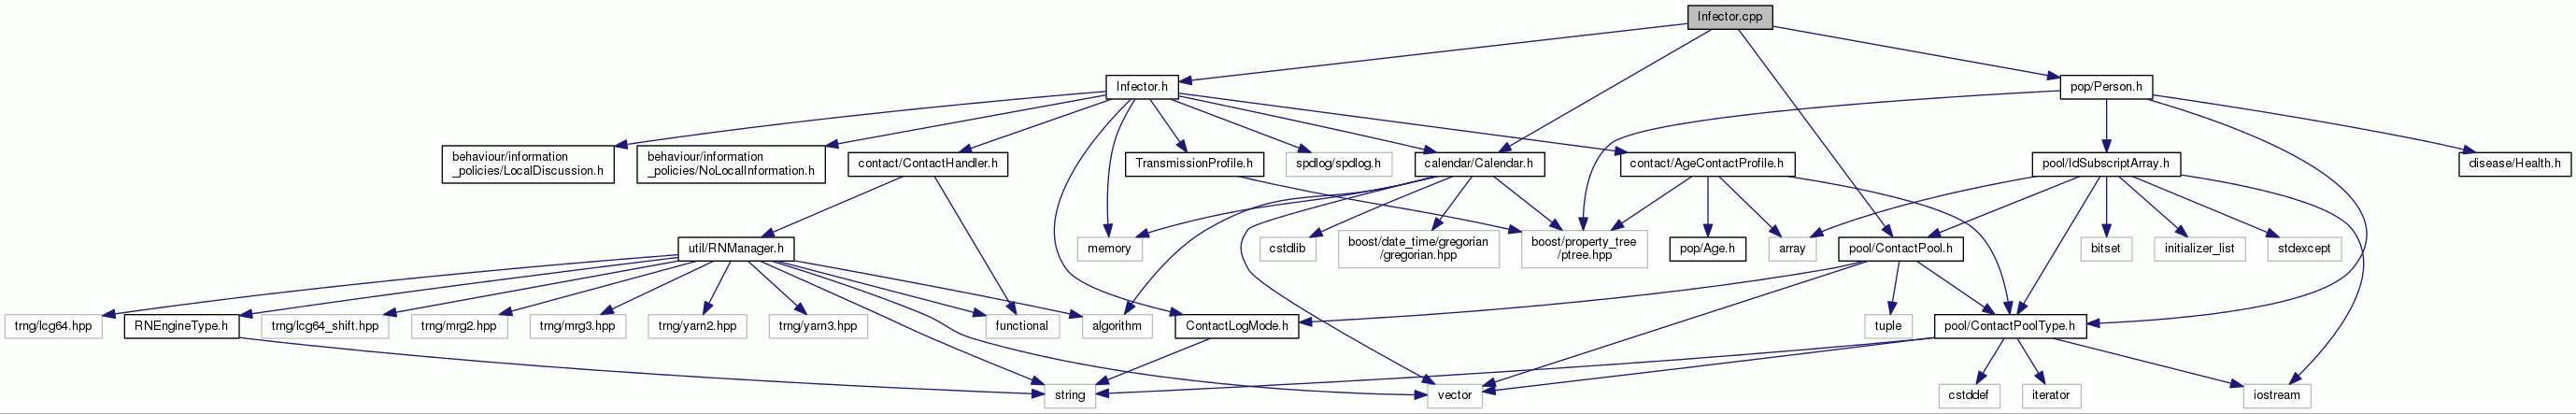 Infector.cpp
Infector.h
pop/Person.h
behaviour/information
_policies/LocalDiscussion.h
behaviour/information
_policies/NoLocalInformation.h
contact/ContactHandler.h
TransmissionProfile.h
spdlog/spdlog.h
calendar/Calendar.h
contact/AgeContactProfile.h
pool/IdSubscriptArray.h
disease/Health.h
util/RNManager.h
memory
cstdlib
boost/date_time/gregorian
/gregorian.hpp
boost/property_tree
/ptree.hpp
pop/Age.h
array
pool/ContactPool.h
bitset
initializer_list
stdexcept
trng/lcg64.hpp
RNEngineType.h
trng/lcg64_shift.hpp
trng/mrg2.hpp
trng/mrg3.hpp
trng/yarn2.hpp
trng/yarn3.hpp
functional
algorithm
ContactLogMode.h
tuple
pool/ContactPoolType.h
string
vector
cstddef
iterator
iostream